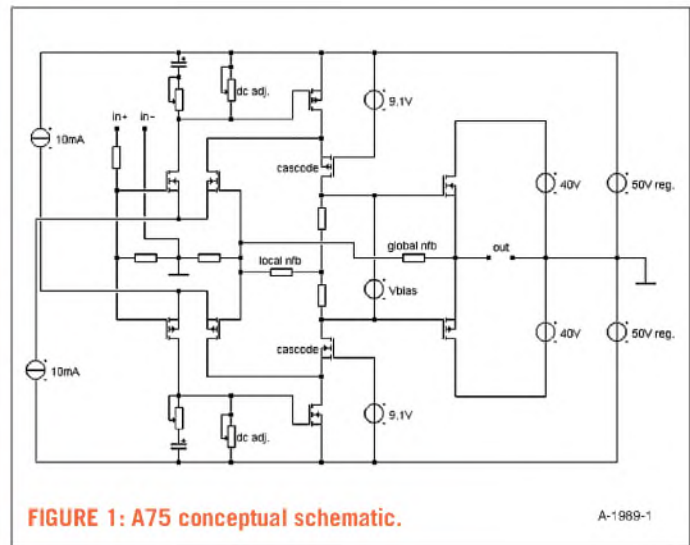 dc adj.
9.1V
in+ in-
10mA
cascode
40V
50V reg.
global nfb
out
local nfb
Vbias
cascode
40V
50V reg.
10mA
9.1V
dc adj.
FIGURE 1: A75 conceptual schematic.
A-1989-1